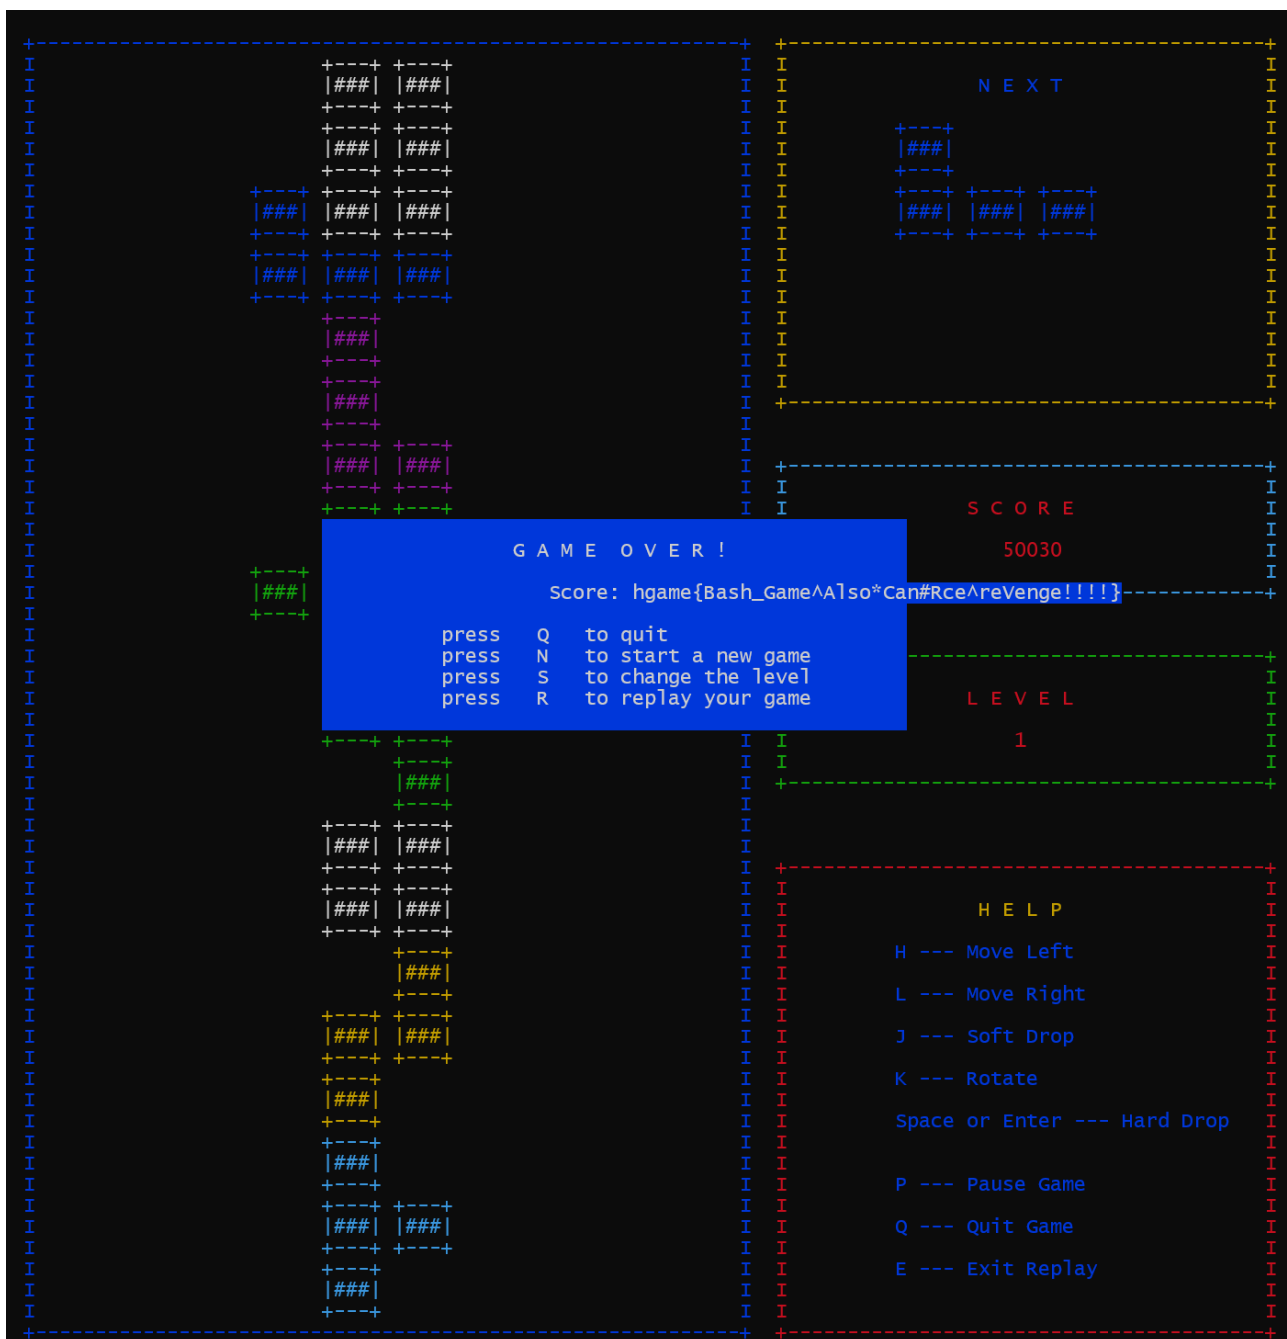 N E X T
S C O R E
50030
G A M E O V E R !
Score: hgame{Bash_Game^Also*Can#Rce^reVenge!!!!}
press Q to quit
press N to start a new game
press S to change the level
press R to replay your game
L E V E L
1
H E L P
H --- Move Left
L --- Move Right
J --- Soft Drop
K --- Rotate
Space or Enter --- Hard Drop
P --- Pause Game
Q --- Quit Game
E --- Exit Replay